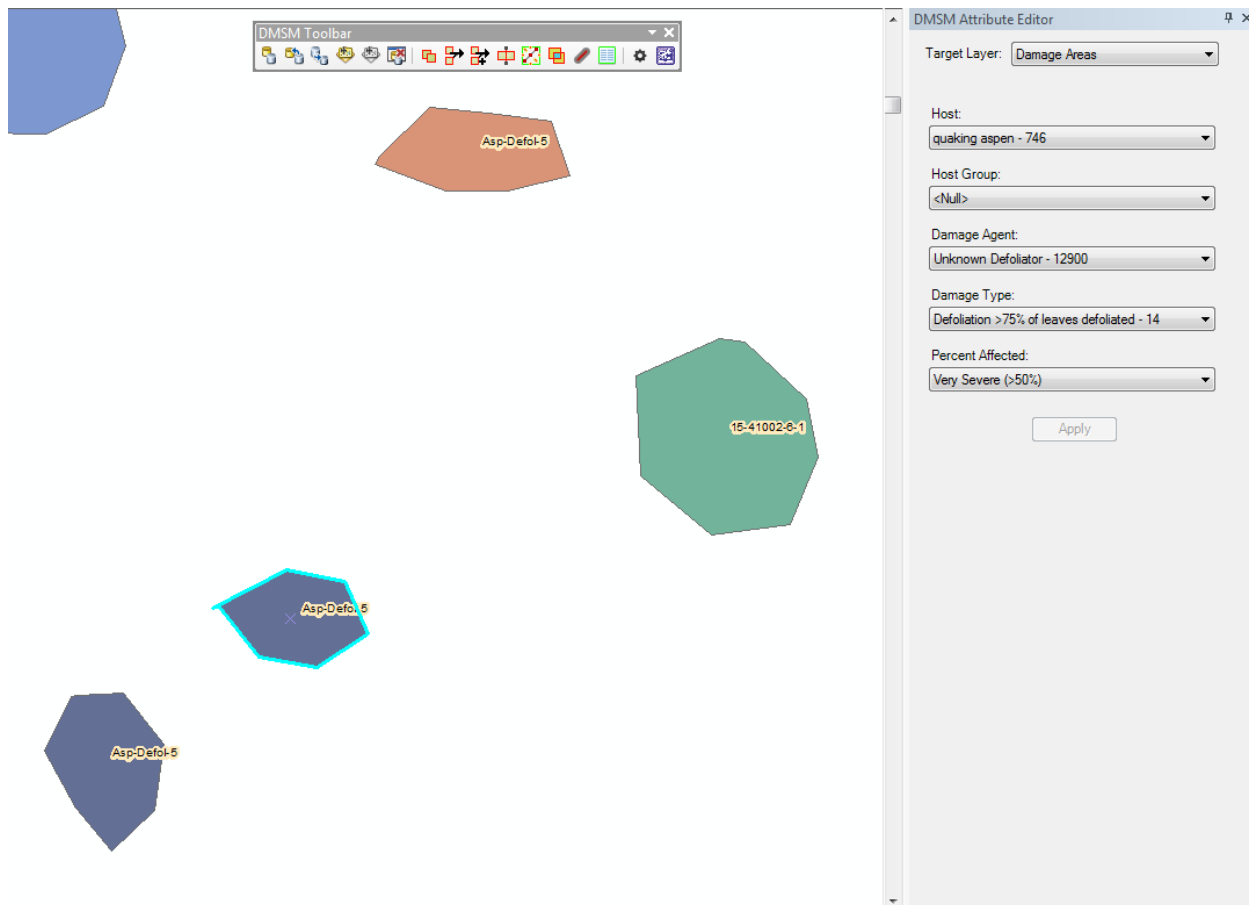 DMSM Toolbar
Asp-Defol-5
15-41002-6-1
Asp-Defol-5
Asp-Defol-5
DMSM Attribute Editor
Target Layer: Damage Areas
Host:
quaking aspen - 746
Host Group:
<Null>
Damage Agent:
Unknown Defoliator - 12900
Damage Type:
Defoliation >75% of leaves defoliated - 14
Percent Affected:
Very Severe (>50%)
Apply